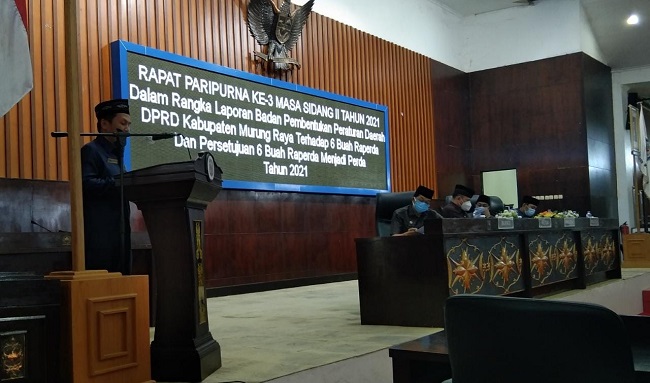 RAPAT PARIPURNA KE-3 MASA SIDANG II TAHUN 2021
Dalam Rangka Laporan Badan Pembentukan Peraturan Daerah
DPRD Kabupaten Murung Raya Terhadap 6 Buah Raperda
Dan Persetujuan 6 Buah Raperda Menjadi Perda
Tahun 2021